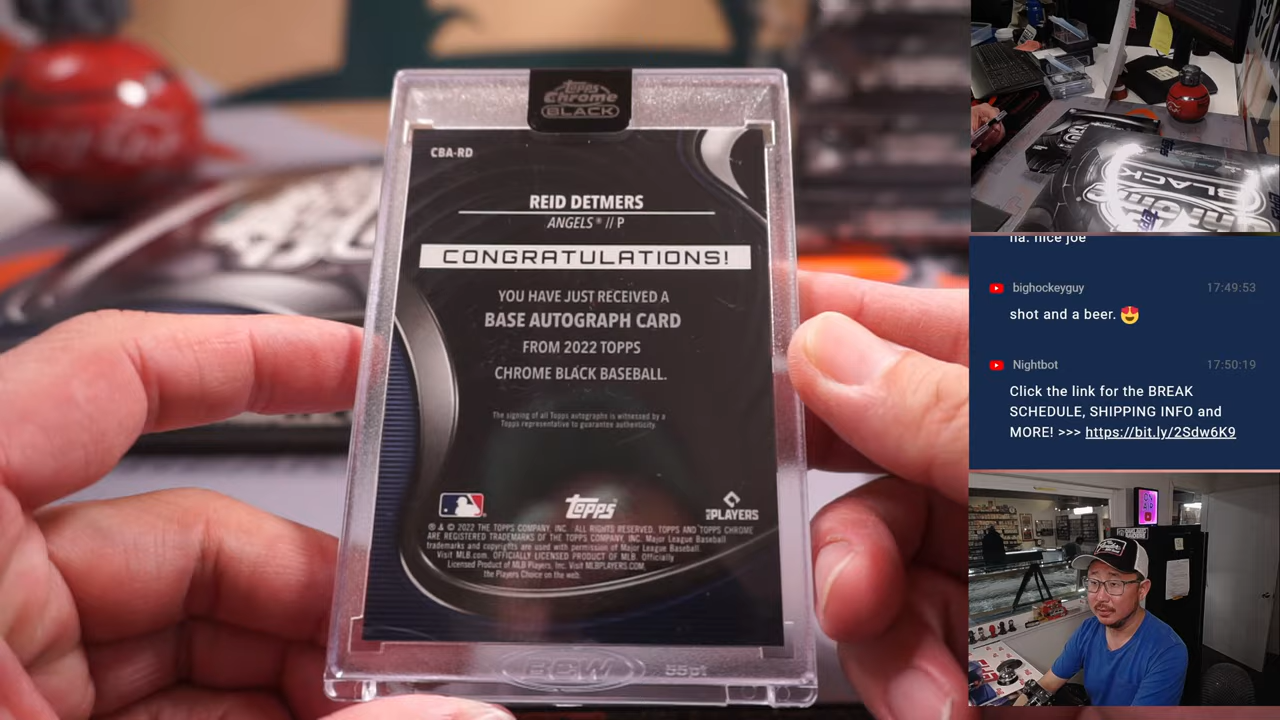 Topps
Chrome
BLACK
CBA-RD
REID DETMERS
ANGELS® // P
CONGRATULATIONS!
YOU HAVE JUST RECEIVED A
BASE AUTOGRAPH CARD
FROM 2022 TOPPS
CHROME BLACK BASEBALL.
The signing of all Topps autographs is witnessed by a
Topps representative to guarantee authenticity.
Topps
PLAYERS
® & © 2022 THE TOPPS COMPANY, INC. ALL RIGHTS RESERVED. TOPPS AND TOPPS CHROME
ARE REGISTERED TRADEMARKS OF THE TOPPS COMPANY, INC. Major League Baseball
trademarks and copyrights are used with permission of Major League Baseball.
Visit MLB.com. OFFICIALLY LICENSED PRODUCT OF MLB. Officially
Licensed Product of MLB Players, Inc. Visit MLBPLAYERS.COM,
the Players Choice on the web.
BCW
55pt
BLACK
na. nice joe
bighockeyguy 17:49:53
shot and a beer. 😍
Nightbot 17:50:19
Click the link for the BREAK
SCHEDULE, SHIPPING INFO and
MORE! >>> https://bit.ly/2Sdw6K9